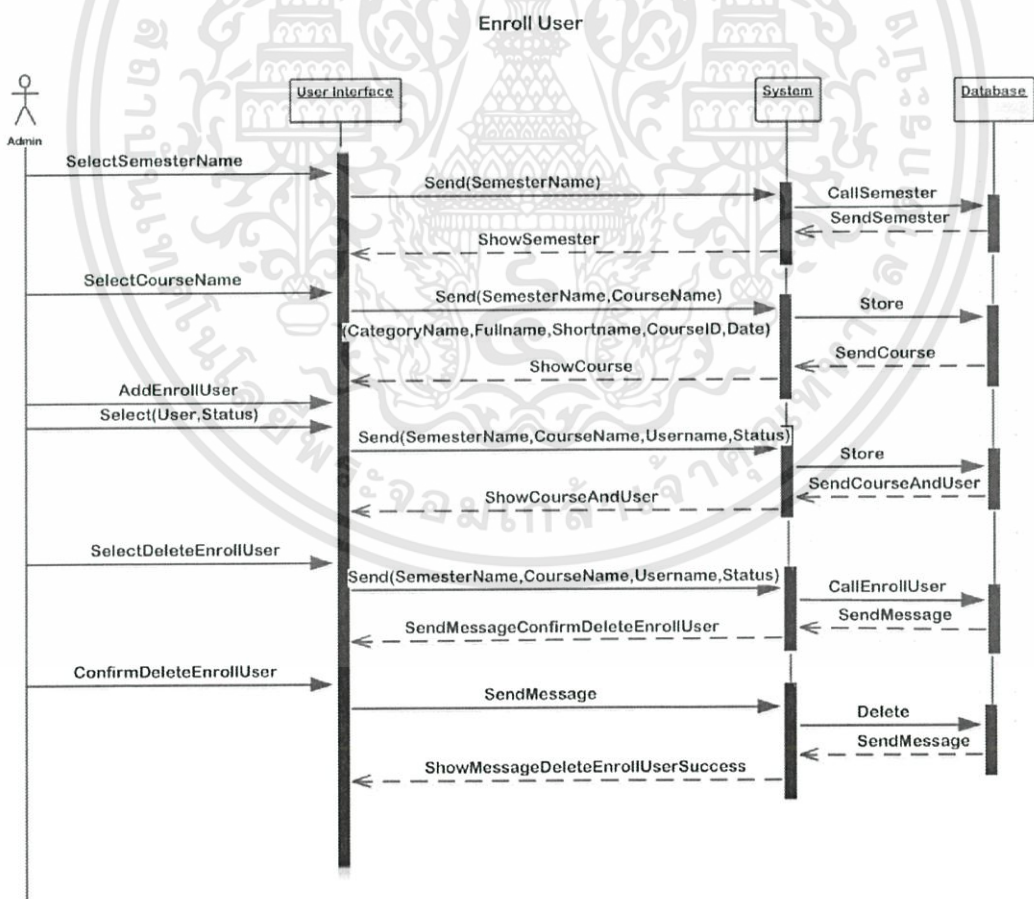 Enroll User
Admin
User Interface
System
Database
SelectSemesterName
Send(SemesterName)
CallSemester
SendSemester
ShowSemester
SelectCourseName
Send(SemesterName,CourseName)
Store
(CategoryName,Fullname,Shortname,CourseID,Date)
SendCourse
ShowCourse
AddEnrollUser
Select(User,Status)
Send(SemesterName,CourseName,Username,Status)
Store
SendCourseAndUser
ShowCourseAndUser
SelectDeleteEnrollUser
Send(SemesterName,CourseName,Username,Status)
CallEnrollUser
SendMessage
SendMessageConfirmDeleteEnrollUser
ConfirmDeleteEnrollUser
SendMessage
Delete
SendMessage
ShowMessageDeleteEnrollUserSuccess